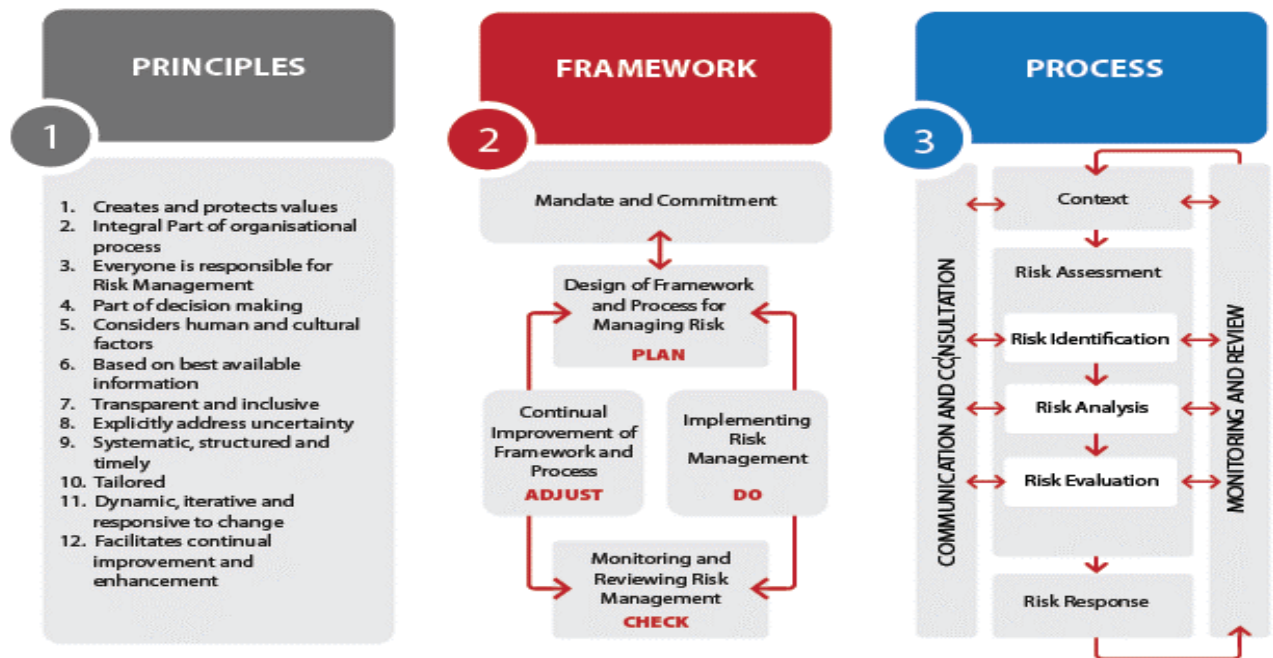 PRINCIPLES
1
1. Creates and protects values
2. Integral Part of organisational
process
3. Everyone is responsible for
Risk Management
4. Part of decision making
5. Considers human and cultural
factors
6. Based on best available
information
7. Transparent and inclusive
8. Explicitly address uncertainty
9. Systematic, structured and
timely
10. Tailored
11. Dynamic, iterative and
responsive to change
12. Facilitates continual
improvement and
enhancement
FRAMEWORK
2
Mandate and Commitment
Design of Framework
and Process for
Managing Risk
PLAN
Continual
Improvement of
Framework and
Process
ADJUST
Implementing
Risk
Management
DO
Monitoring and
Reviewing Risk
Management
CHECK
PROCESS
3
COMMUNICATION AND CONSULTATION
Context
Risk Assessment
Risk Identification
Risk Analysis
Risk Evaluation
Risk Response
MONITORING AND REVIEW